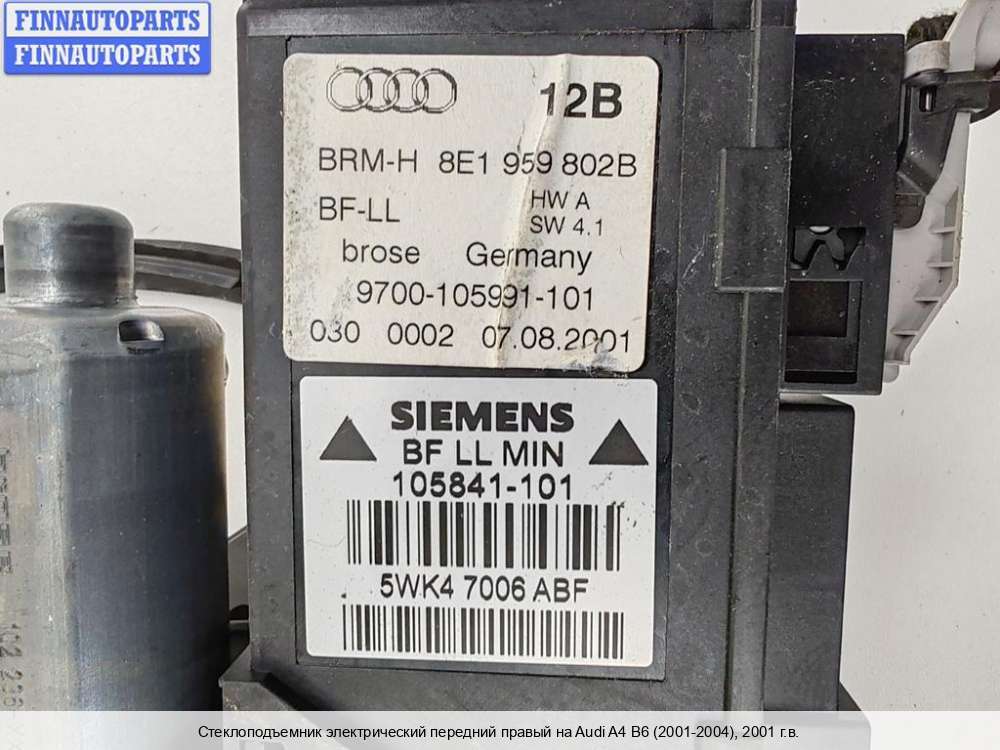 FINNAUTOPARTS
FINNAUTOPARTS
12B
BRM-H 8E1 959 802B
BF-LL
HW A
SW 4.1
brose Germany
9700-105991-101
030 0002 07.08.2001
SIEMENS
BF LL MIN
105841-101
5WK4 7006 ABF
Стеклоподъемник электрический передний правый на Audi A4 B6 (2001-2004), 2001 г.в.